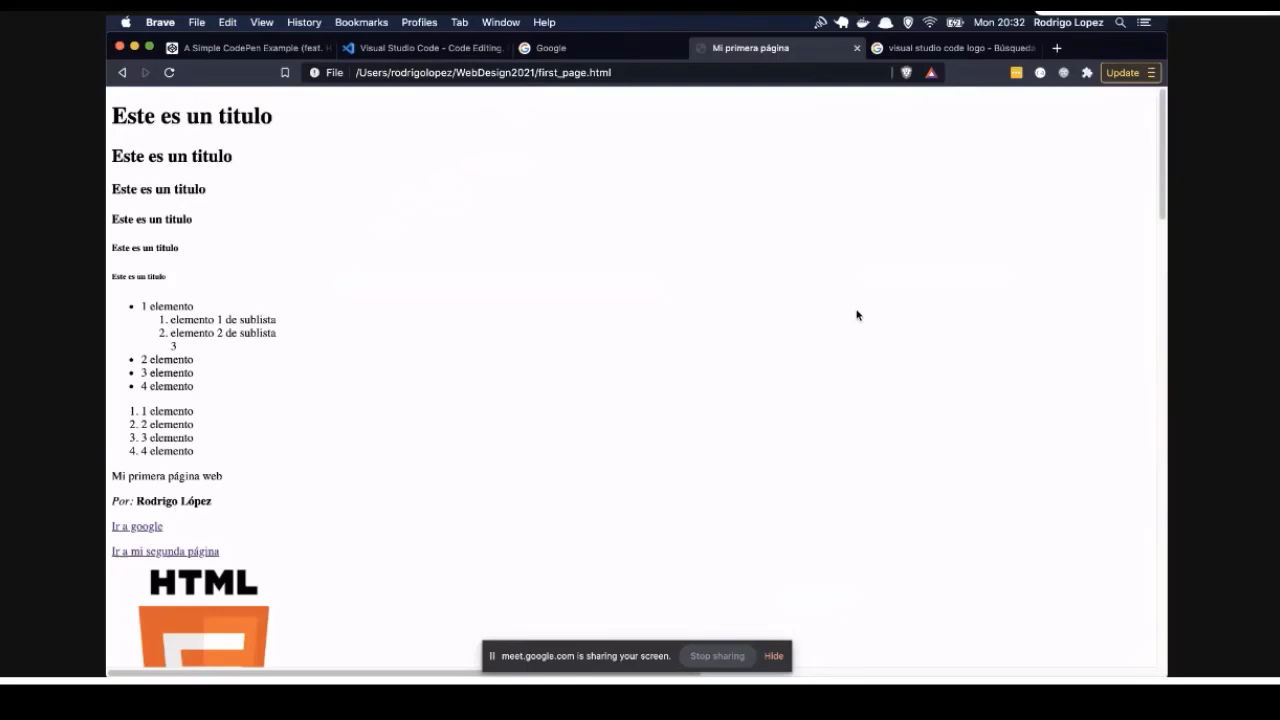 Brave File Edit View History Bookmarks Profiles Tab Window Help Mon 20:32 Rodrigo Lopez
A Simple CodePen Example (feat. Visual Studio Code - Code Editing. Google Mi primera página visual studio code logo - Búsqueda
File /Users/rodrigolopez/WebDesign2021/first_page.html Update
Este es un titulo
Este es un titulo
Este es un titulo
Este es un titulo
Este es un titulo
Este es un titulo
• 1 elemento
1. elemento 1 de sublista
2. elemento 2 de sublista
3
• 2 elemento
• 3 elemento
• 4 elemento
1. 1 elemento
2. 2 elemento
3. 3 elemento
4. 4 elemento
Mi primera página web
Por: Rodrigo López
Ir a google
Ir a mi segunda página
HTML
meet.google.com is sharing your screen. Stop sharing Hide